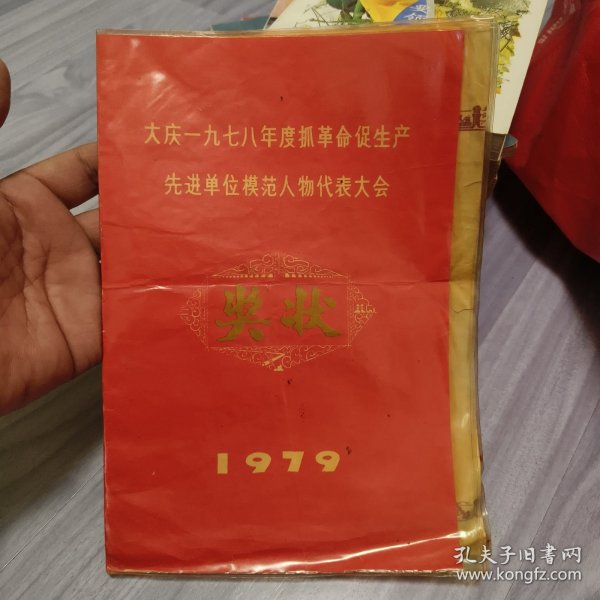 大庆一九七八年度抓革命促生产
先进单位模范人物代表大会
奖状
1979
孔夫子旧书网
www.kongfz.com